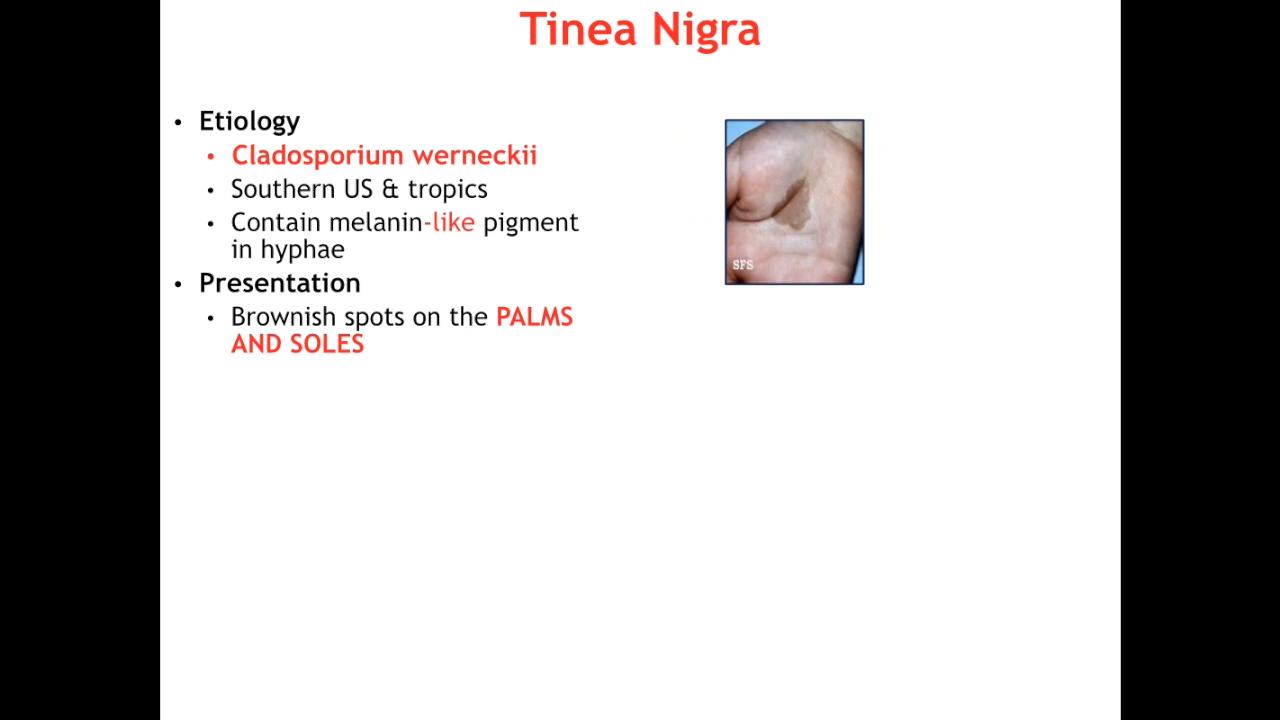 Tinea Nigra
• Etiology
• Cladosporium werneckii
• Southern US & tropics
• Contain melanin-like pigment
in hyphae
• Presentation
• Brownish spots on the PALMS
AND SOLES
SFS